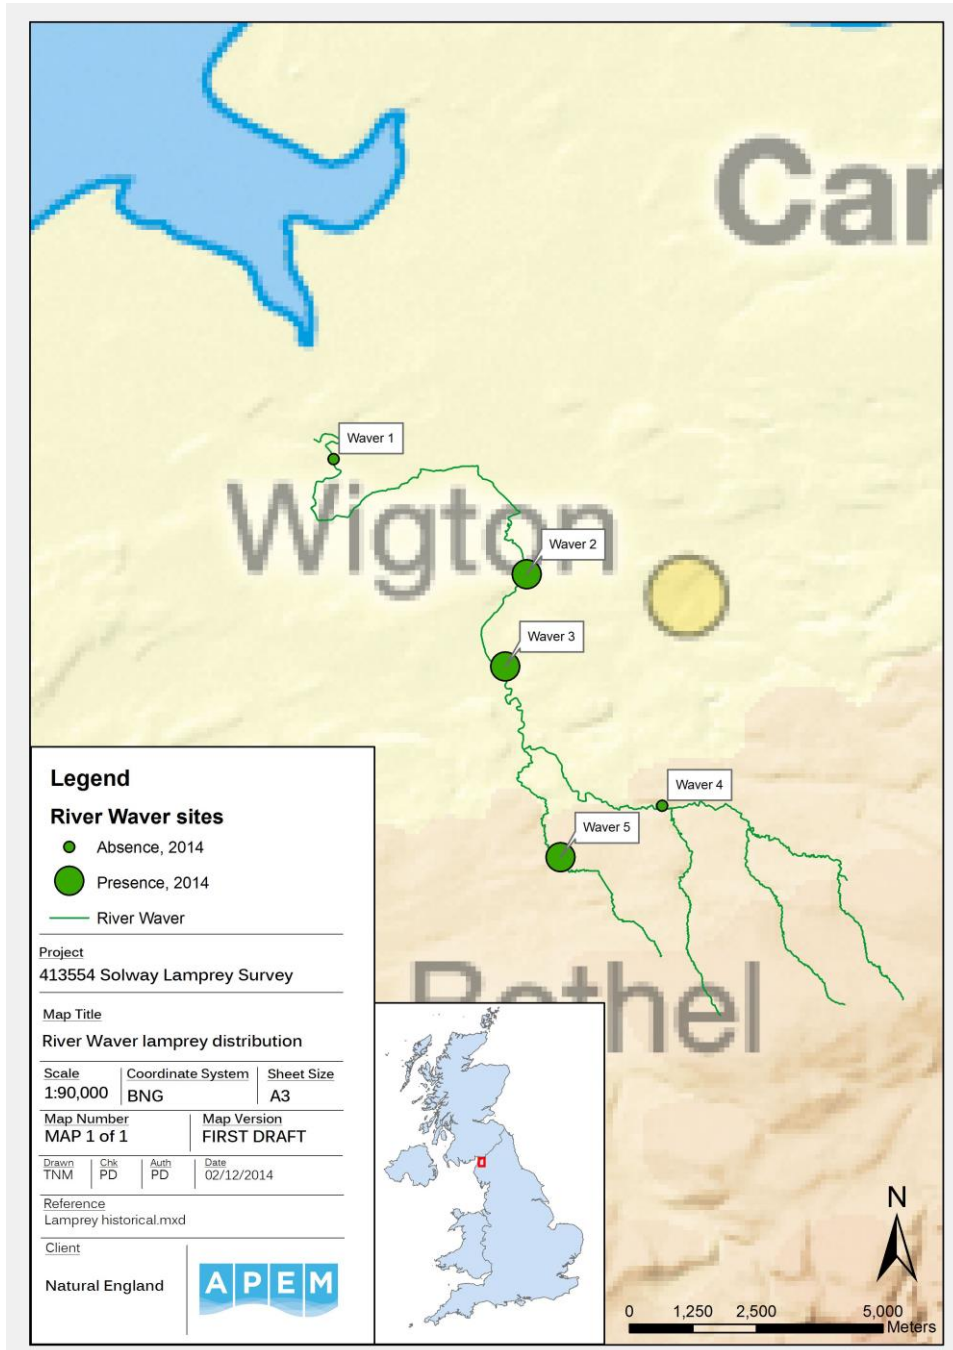 Car
Waver 1
Wigton
Waver 2
Waver 3
Waver 4
Waver 5
Bethel
Legend
River Waver sites
Absence, 2014
Presence, 2014
River Waver
Project
413554 Solway Lamprey Survey
Map Title
River Waver lamprey distribution
Scale Coordinate System Sheet Size
1:90,000 BNG A3
Map Number Map Version
MAP 1 of 1 FIRST DRAFT
Drawn Chk Auth Date
TNM PD PD 02/12/2014
Reference
Lamprey historical.mxd
Client
Natural England
APEM
N
0 1,250 2,500 5,000
Meters